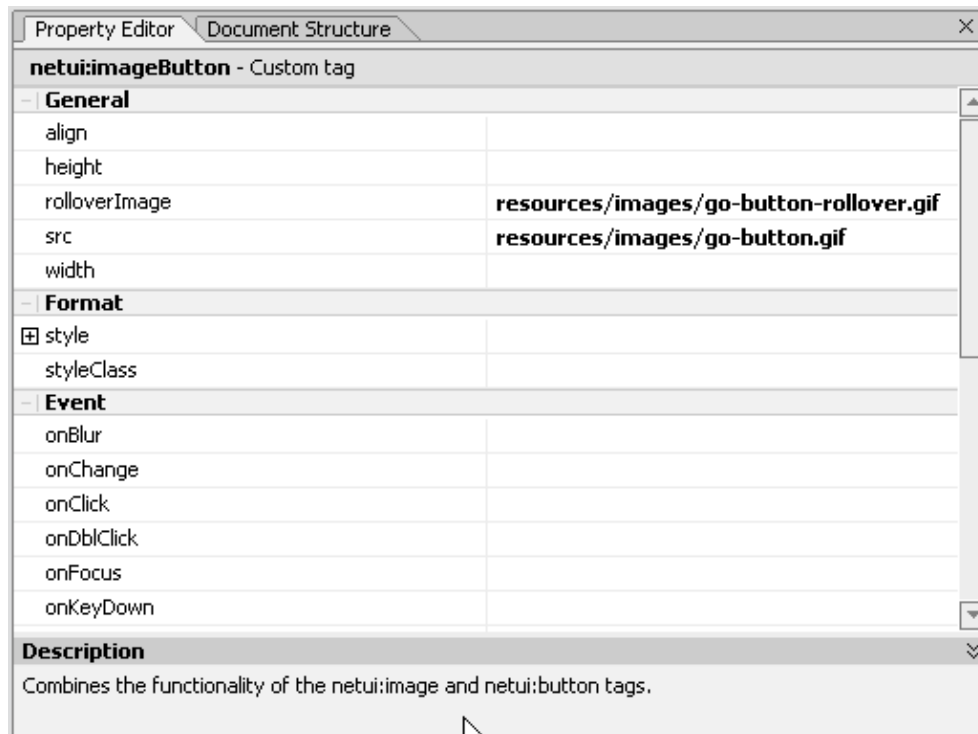 Property Editor Document Structure
netui:imageButton - Custom tag
General
align
height
rolloverImage resources/images/go-button-rollover.gif
src resources/images/go-button.gif
width
Format
style
styleClass
Event
onBlur
onChange
onClick
onDblClick
onFocus
onKeyDown
Description
Combines the functionality of the netui:image and netui:button tags.